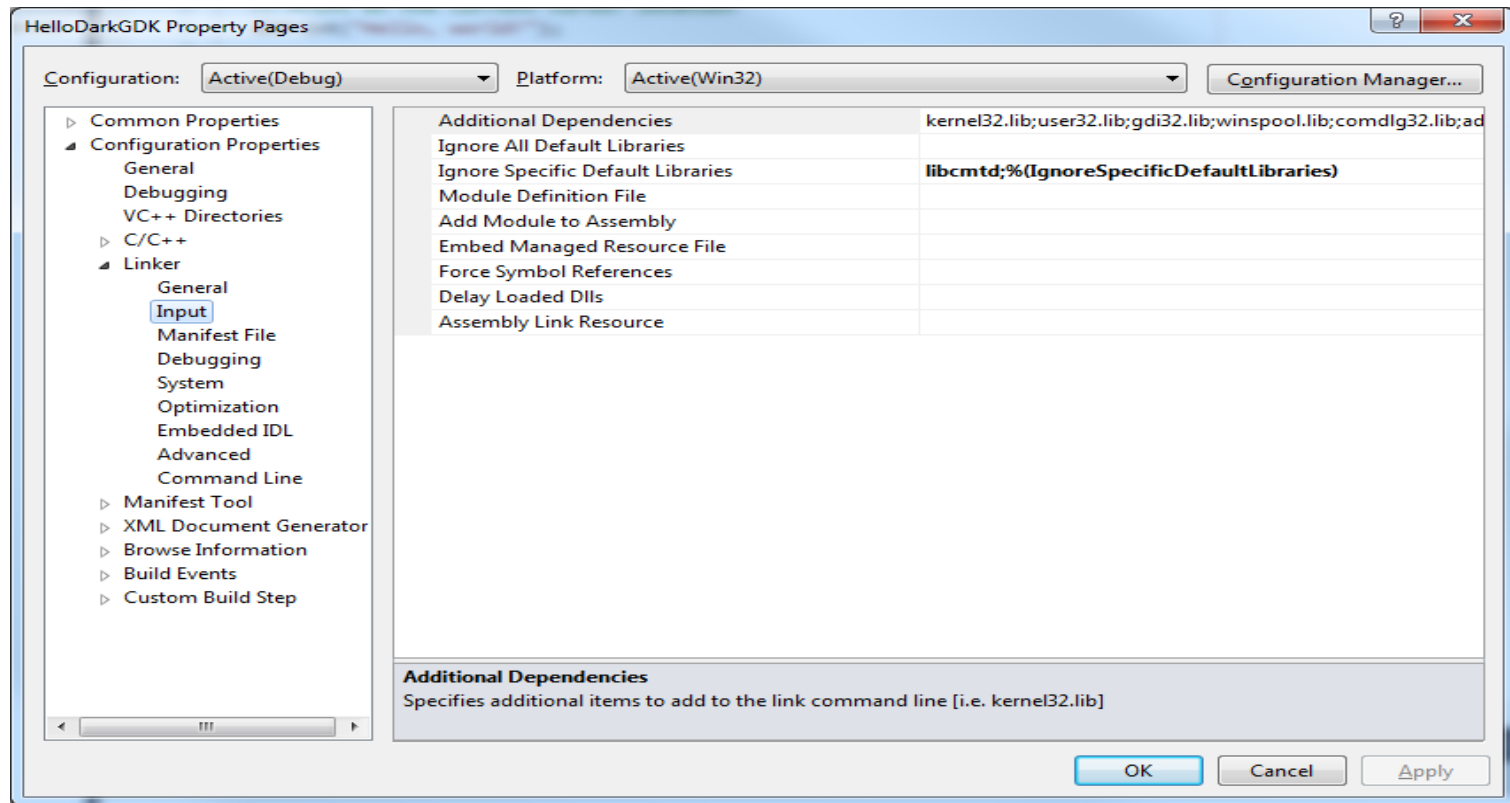 HelloDarkGDK Property Pages
Configuration: Active(Debug) Platform: Active(Win32) Configuration Manager...
Common Properties
Configuration Properties
General
Debugging
VC++ Directories
C/C++
Linker
General
Input
Manifest File
Debugging
System
Optimization
Embedded IDL
Advanced
Command Line
Manifest Tool
XML Document Generator
Browse Information
Build Events
Custom Build Step
Additional Dependencies kernel32.lib;user32.lib;gdi32.lib;winspool.lib;comdlg32.lib;ad
Ignore All Default Libraries
Ignore Specific Default Libraries libcmtd;%(IgnoreSpecificDefaultLibraries)
Module Definition File
Add Module to Assembly
Embed Managed Resource File
Force Symbol References
Delay Loaded Dlls
Assembly Link Resource
Additional Dependencies
Specifies additional items to add to the link command line [i.e. kernel32.lib]
OK Cancel Apply